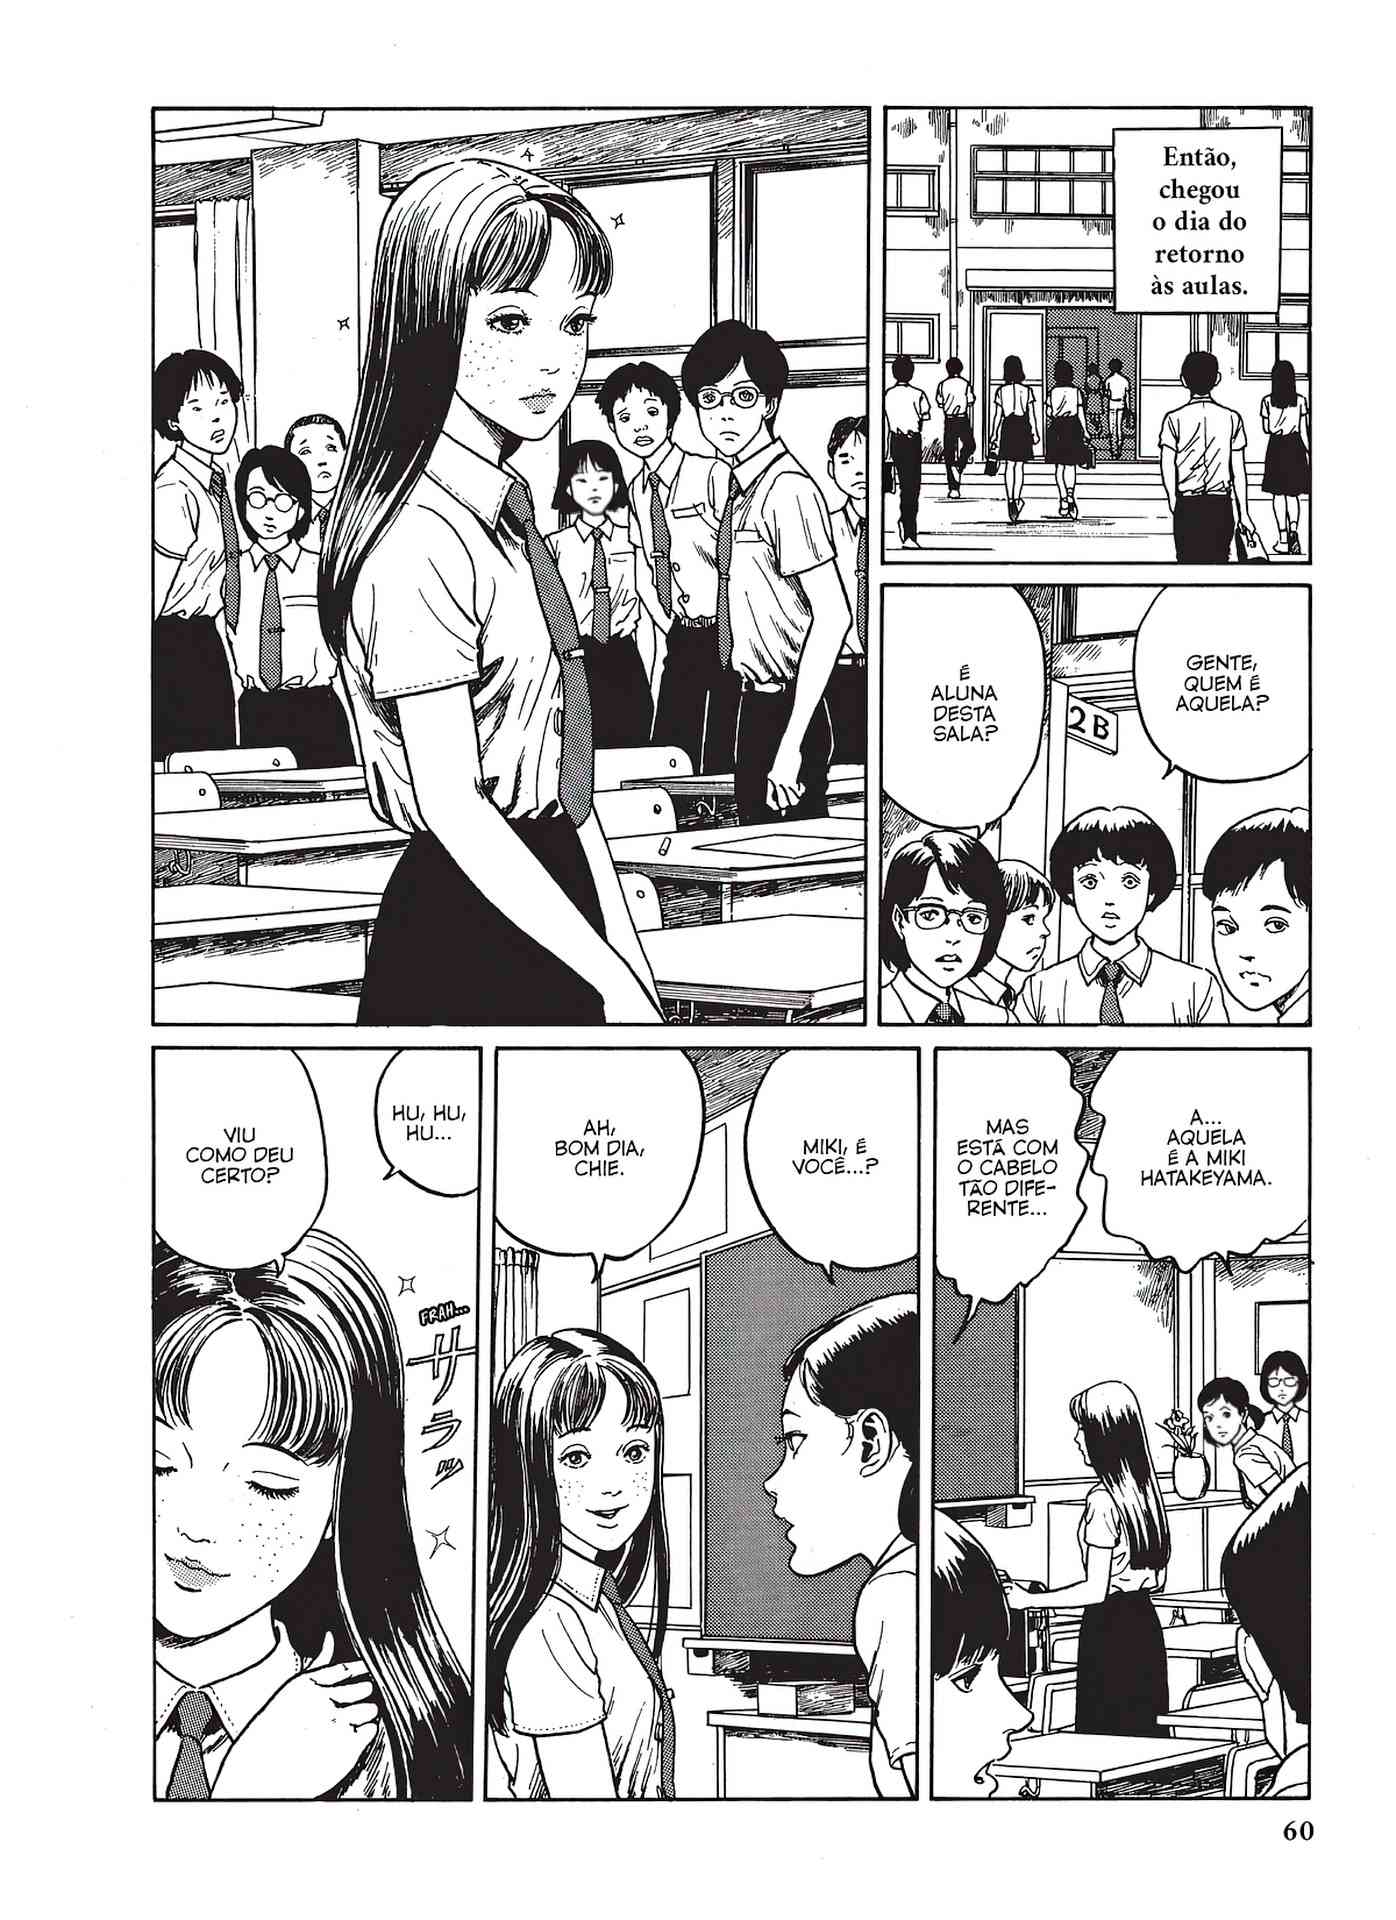 Então,
chegou
o dia do
retorno
às aulas.
GENTE,
QUEM É
AQUELA?
É
ALUNA
DESTA
SALA?
2B
A...
AQUELA
É A MIKI
HATAKEYAMA.
MAS
ESTÁ COM
O CABELO
TÃO DIFE-
RENTE...
MIKI, É
VOCÊ...?
AH,
BOM DIA,
CHIE.
HU, HU,
HU...
VIU
COMO DEU
CERTO?
FRAH...
サラッ
60